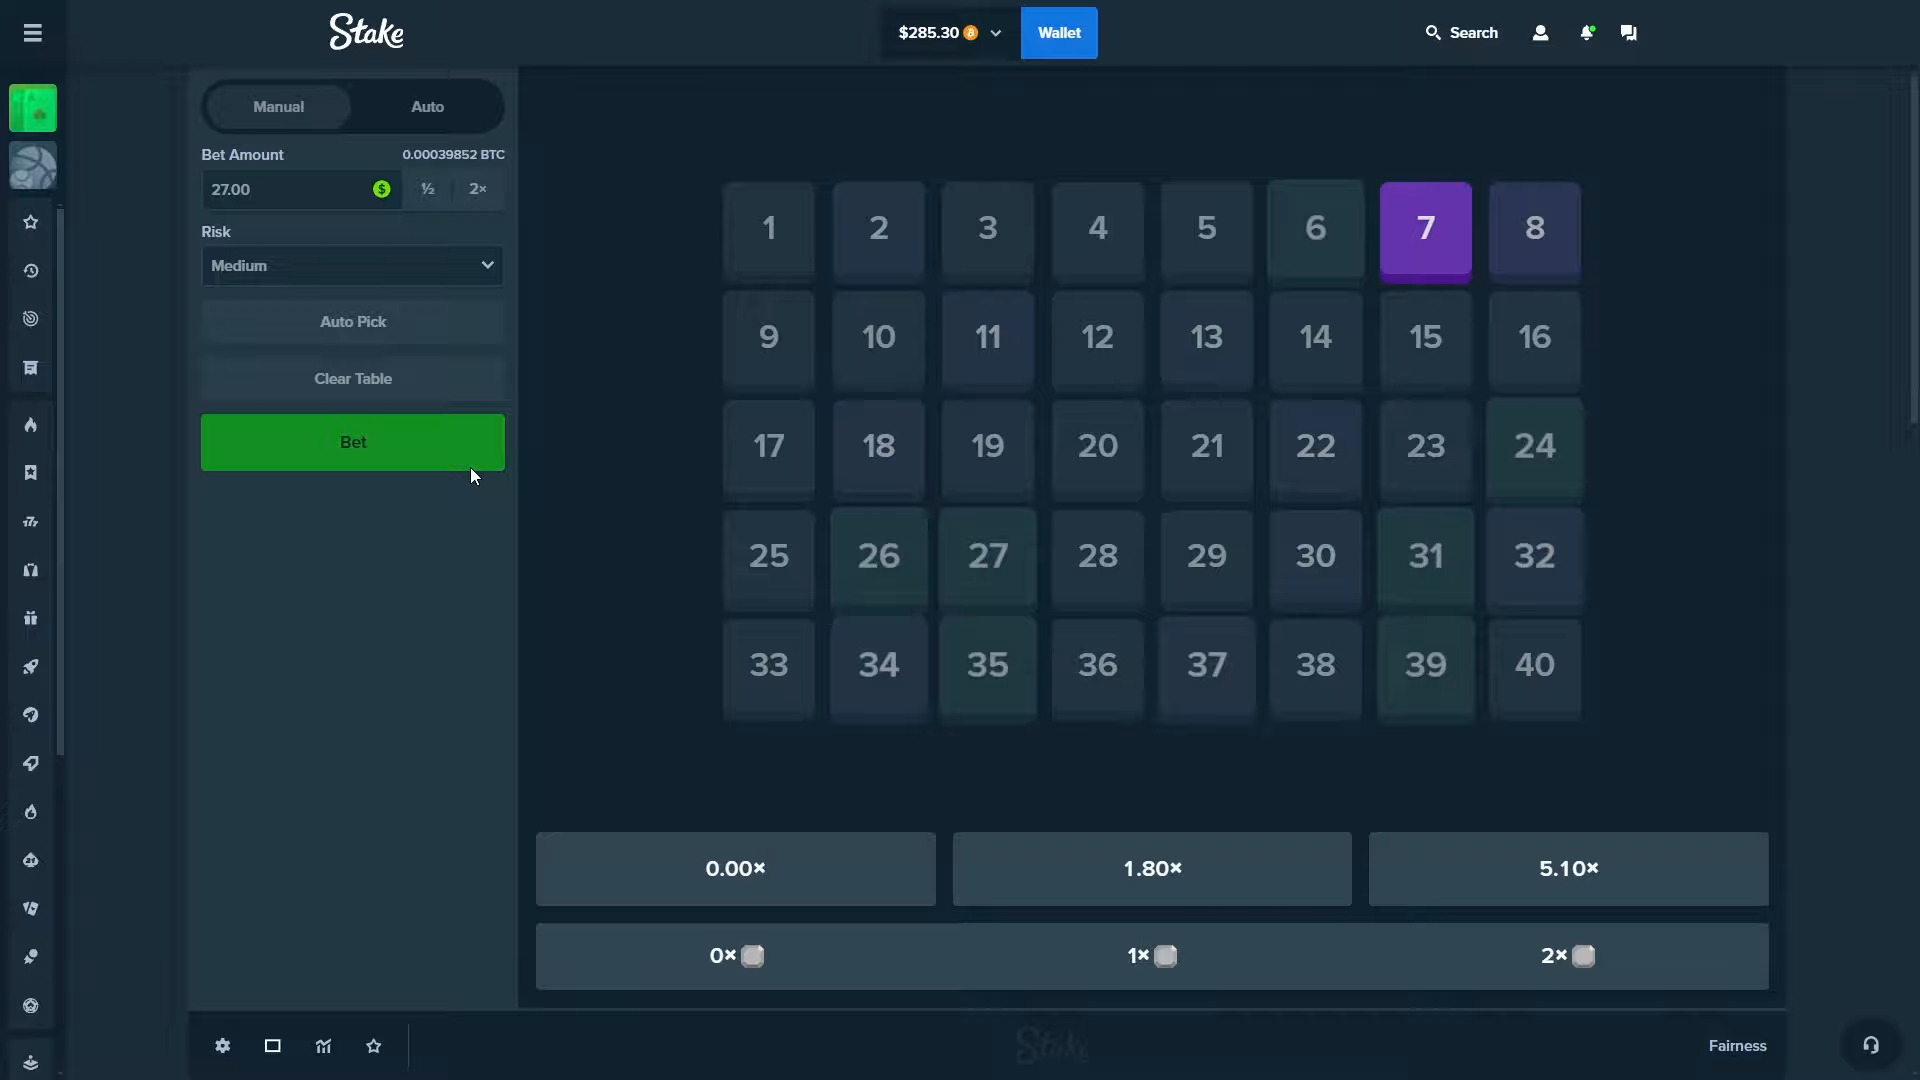 Stake
$285.30
Wallet
Search
Manual
Auto
Bet Amount
0.00039852 BTC
27.00
$
½
2×
Risk
Medium
Auto Pick
Clear Table
Bet
1 2 3 4 5 6 7 8
9 10 11 12 13 14 15 16
17 18 19 20 21 22 23 24
25 26 27 28 29 30 31 32
33 34 35 36 37 38 39 40
0.00×
1.80×
5.10×
0×
1×
2×
Stake
Fairness